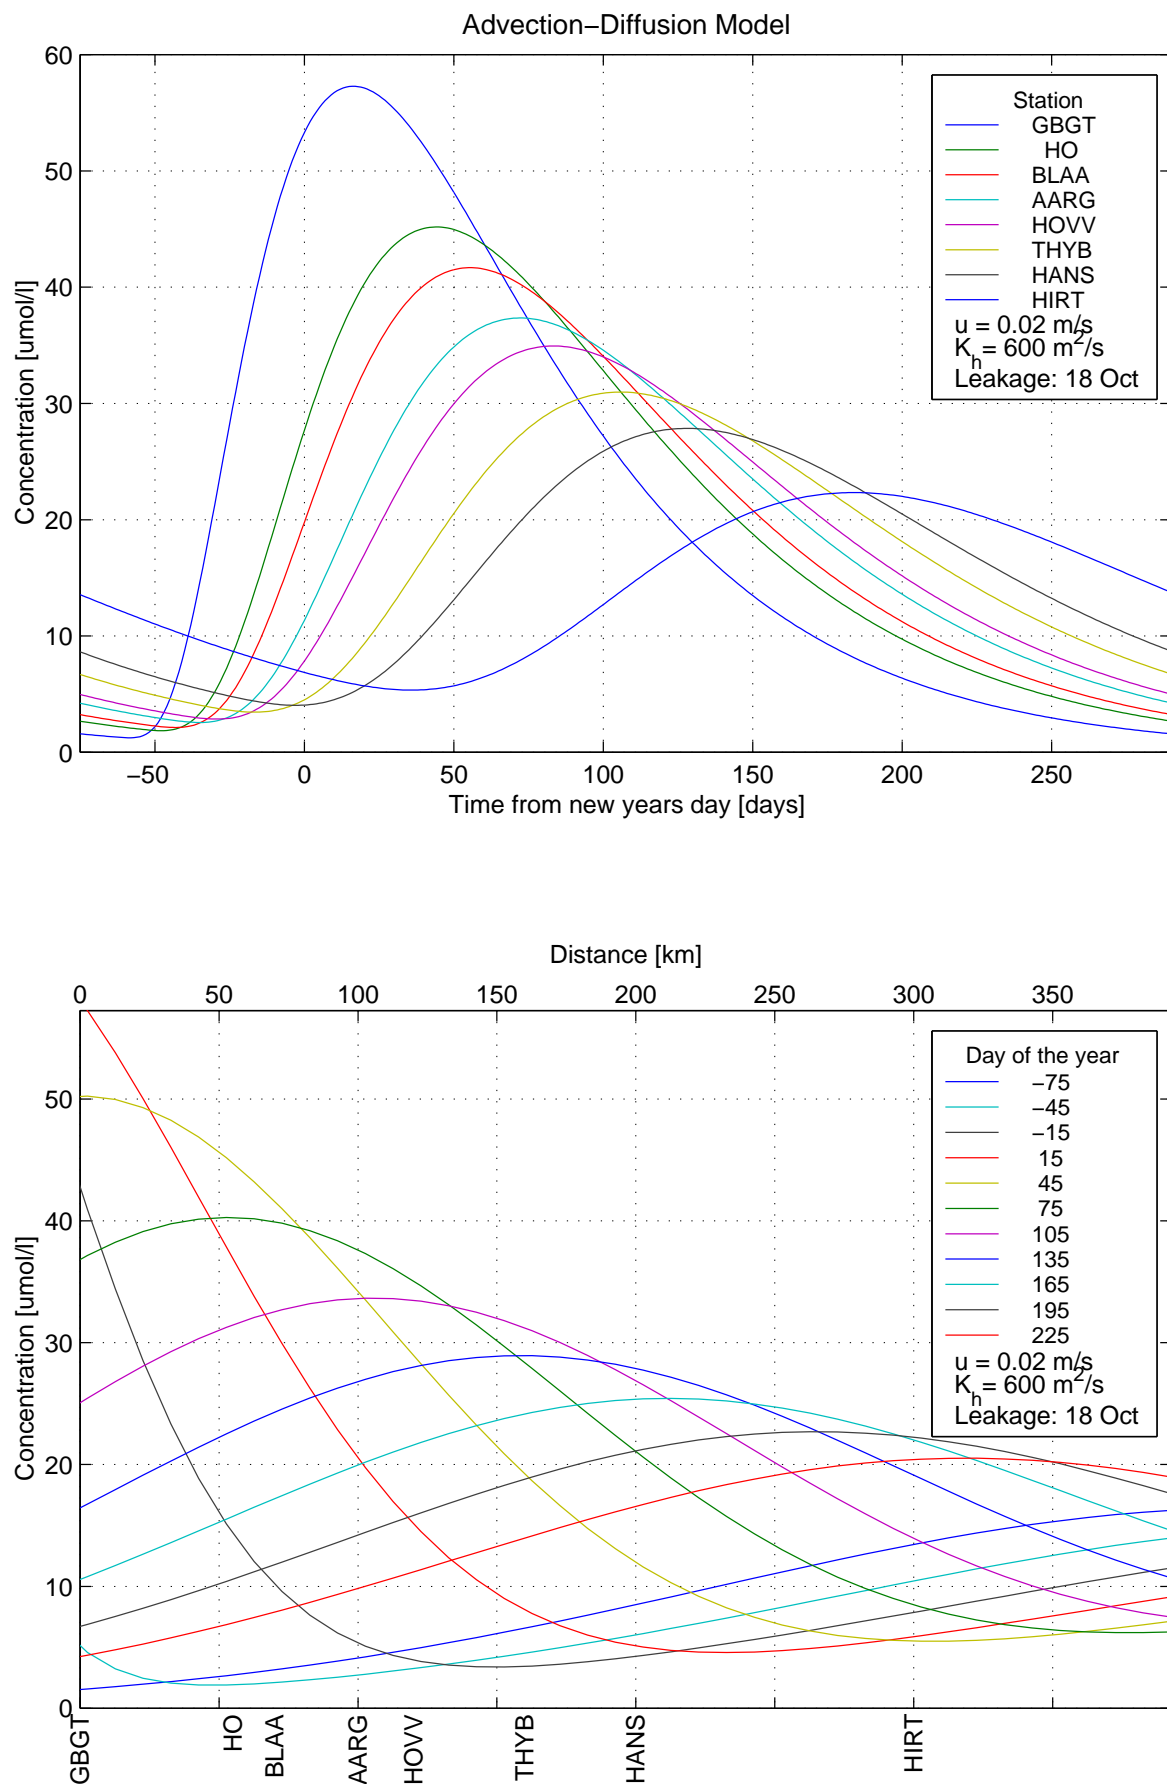 Advection−Diffusion Model
60
50
40
30
20
10
0
Concentration [umol/l]
Station
GBGT
HO
BLAA
AARG
HOVV
THYB
HANS
HIRT
u = 0.02 m/s
K_h = 600 m^2/s
Leakage: 18 Oct
−50 0 50 100 150 200 250
Time from new years day [days]
Distance [km]
0 50 100 150 200 250 300 350
50
40
30
20
10
0
Concentration [umol/l]
Day of the year
−75
−45
−15
15
45
75
105
135
165
195
225
u = 0.02 m/s
K_h = 600 m^2/s
Leakage: 18 Oct
GBGT HO BLAA AARG HOVV THYB HANS HIRT